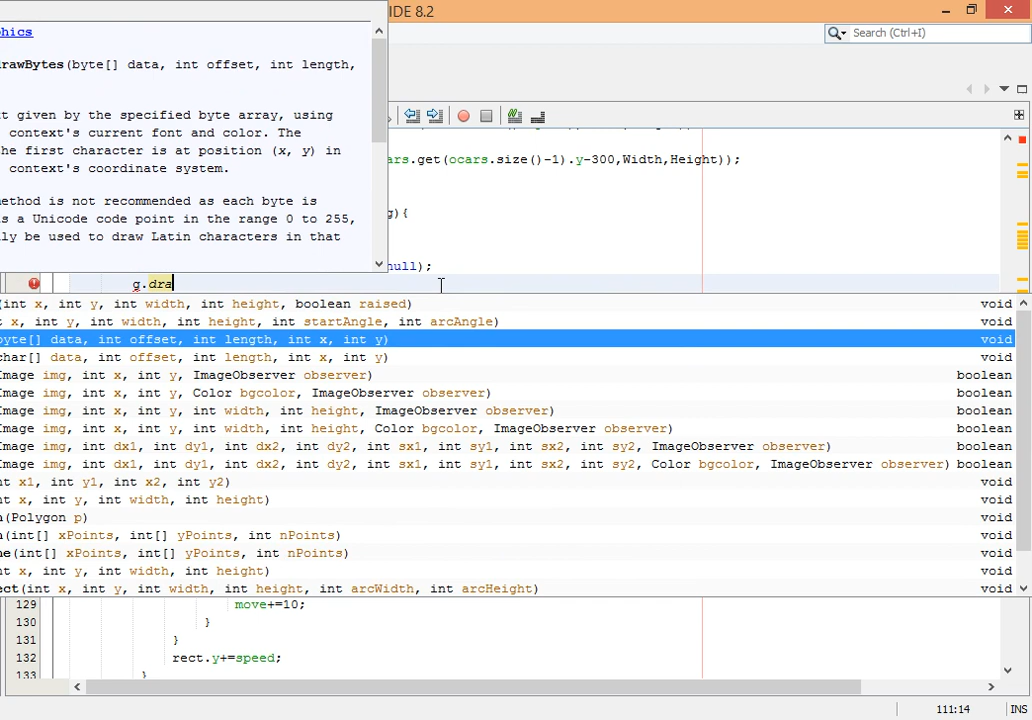 IDE 8.2
Search (Ctrl+I)
phics
drawBytes(byte[] data, int offset, int length,
t given by the specified byte array, using
context's current font and color. The
he first character is at position (x, y) in
context's coordinate system.
method is not recommended as each byte is
s a Unicode code point in the range 0 to 255,
ly be used to draw Latin characters in that
ars.get(ocars.size()-1).y-300,Width,Height));
g){
null);
g.dra
(int x, int y, int width, int height, boolean raised) void
t x, int y, int width, int height, int startAngle, int arcAngle) void
byte[] data, int offset, int length, int x, int y) void
char[] data, int offset, int length, int x, int y) void
Image img, int x, int y, ImageObserver observer) boolean
Image img, int x, int y, Color bgcolor, ImageObserver observer) boolean
Image img, int x, int y, int width, int height, ImageObserver observer) boolean
Image img, int x, int y, int width, int height, Color bgcolor, ImageObserver observer) boolean
Image img, int dx1, int dy1, int dx2, int dy2, int sx1, int sy1, int sx2, int sy2, ImageObserver observer) boolean
Image img, int dx1, int dy1, int dx2, int dy2, int sx1, int sy1, int sx2, int sy2, Color bgcolor, ImageObserver observer) boolean
nt x1, int y1, int x2, int y2) void
nt x, int y, int width, int height) void
n(Polygon p) void
n(int[] xPoints, int[] yPoints, int nPoints) void
ne(int[] xPoints, int[] yPoints, int nPoints) void
nt x, int y, int width, int height) void
ect(int x, int y, int width, int height, int arcWidth, int arcHeight) void
129 move+=10;
130 }
131 }
132 rect.y+=speed;
133 }
111:14 INS